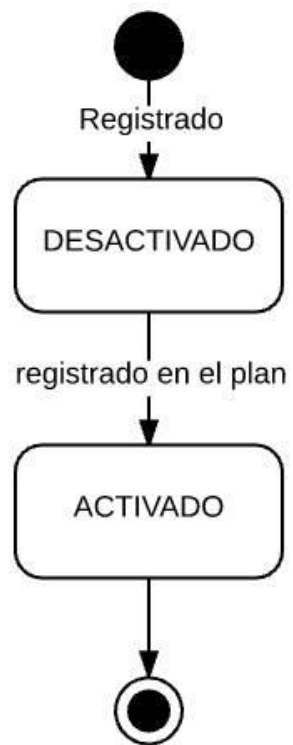 Registrado
DESACTIVADO
registrado en el plan
ACTIVADO